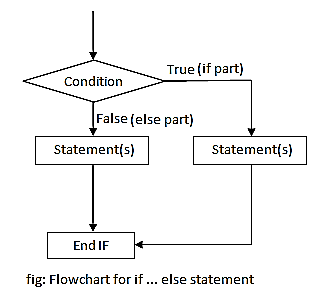 True (if part)
Condition
False (else part)
Statement(s)
Statement(s)
End IF
fig: Flowchart for if ... else statement